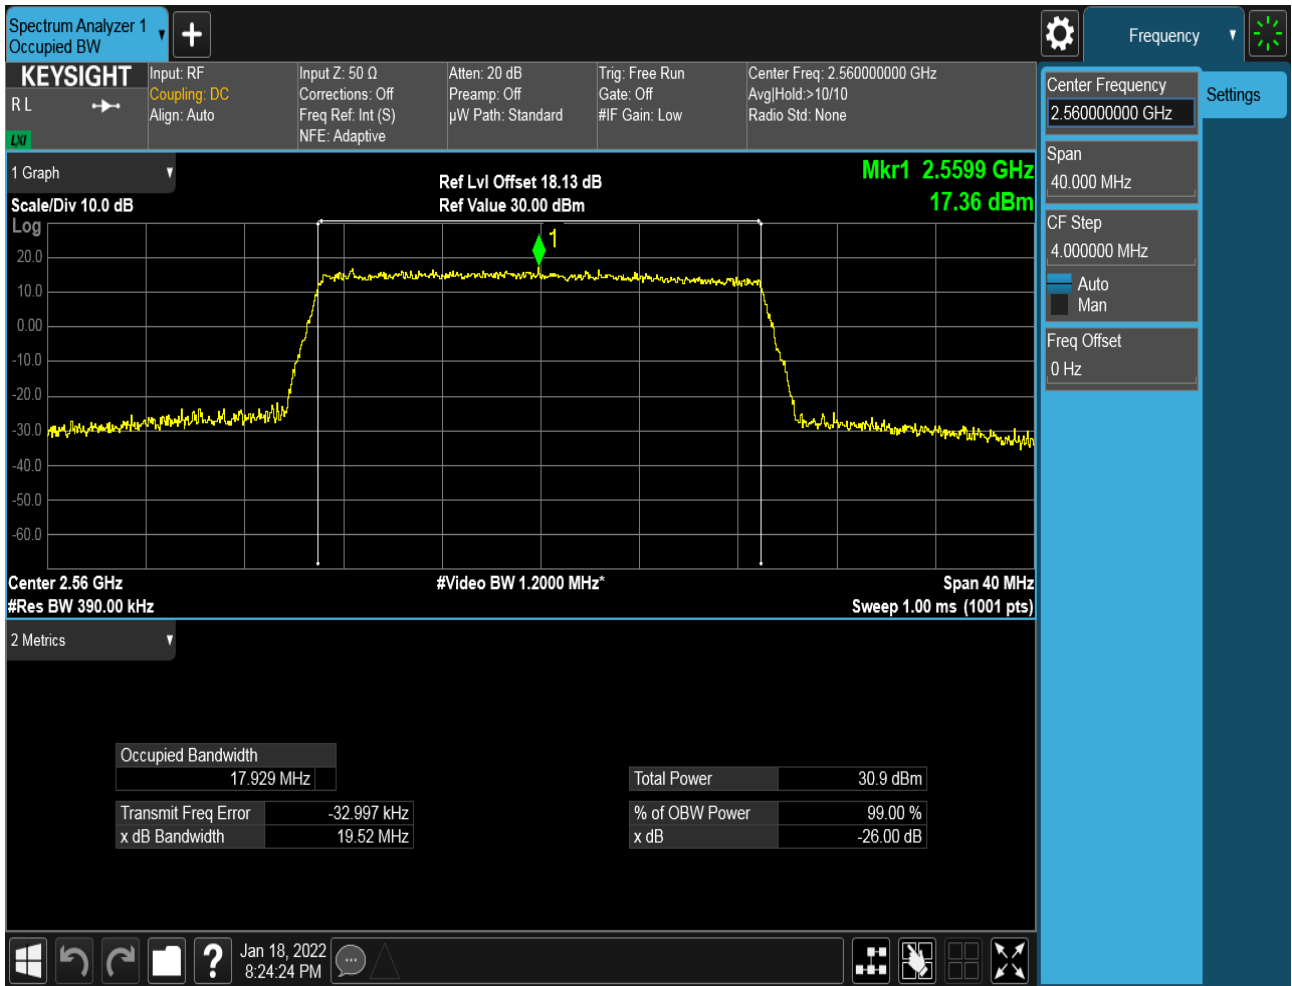 Spectrum Analyzer 1
Occupied BW
Frequency
KEYSIGHT
R L
LXI
Input: RF
Coupling: DC
Align: Auto
Input Z: 50 Ω
Corrections: Off
Freq Ref: Int (S)
NFE: Adaptive
Atten: 20 dB
Preamp: Off
µW Path: Standard
Trig: Free Run
Gate: Off
#IF Gain: Low
Center Freq: 2.560000000 GHz
Avg|Hold:>10/10
Radio Std: None
Center Frequency
2.560000000 GHz
Settings
Span
40.000 MHz
CF Step
4.000000 MHz
Auto
Man
Freq Offset
0 Hz
1 Graph
Scale/Div 10.0 dB
Log
Ref Lvl Offset 18.13 dB
Ref Value 30.00 dBm
Mkr1 2.5599 GHz
17.36 dBm
1
20.0
10.0
0.00
-10.0
-20.0
-30.0
-40.0
-50.0
-60.0
Center 2.56 GHz
#Video BW 1.2000 MHz*
Span 40 MHz
#Res BW 390.00 kHz
Sweep 1.00 ms (1001 pts)
2 Metrics
Occupied Bandwidth
17.929 MHz
Total Power 30.9 dBm
Transmit Freq Error -32.997 kHz
% of OBW Power 99.00 %
x dB Bandwidth 19.52 MHz
x dB -26.00 dB
?
Jan 18, 2022
8:24:24 PM